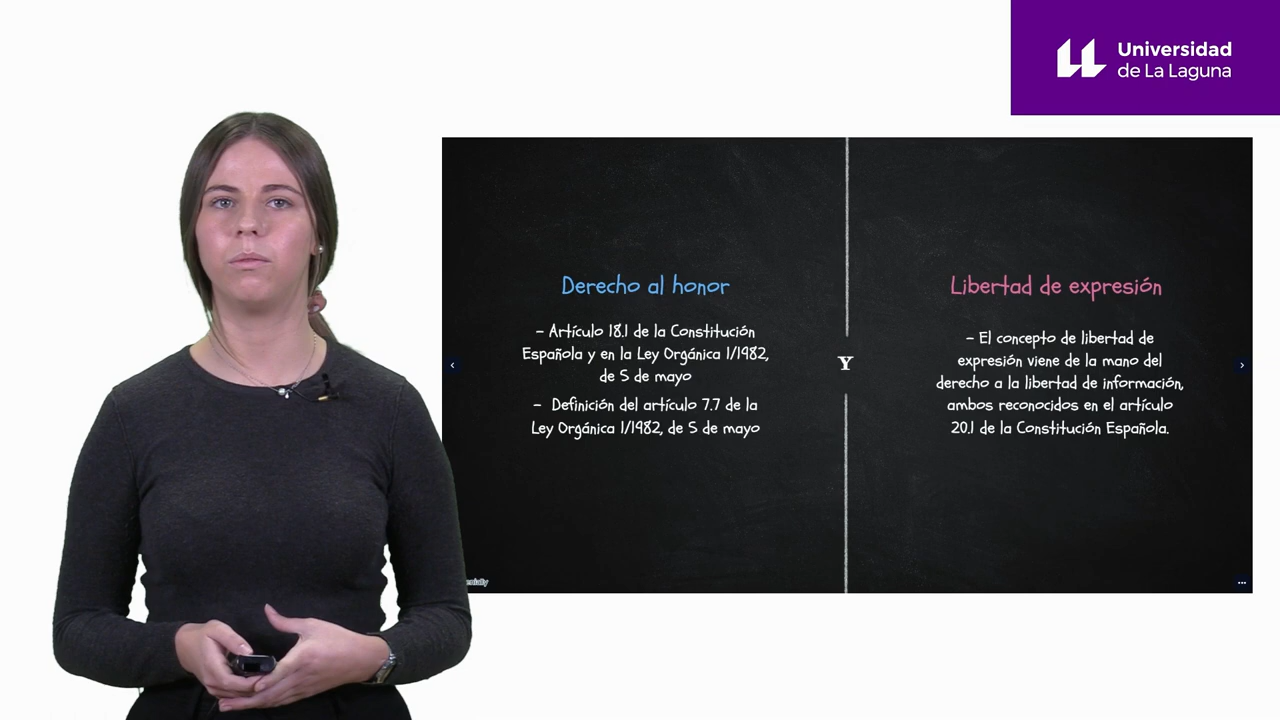 Universidad
de La Laguna
Derecho al honor
- Artículo 18.1 de la Constitución
Española y en la Ley Orgánica 1/1982,
de 5 de mayo
- Definición del artículo 7.7 de la
Ley Orgánica 1/1982, de 5 de mayo
Y
Libertad de expresión
- El concepto de libertad de
expresión viene de la mano del
derecho a la libertad de información,
ambos reconocidos en el artículo
20.1 de la Constitución Española.